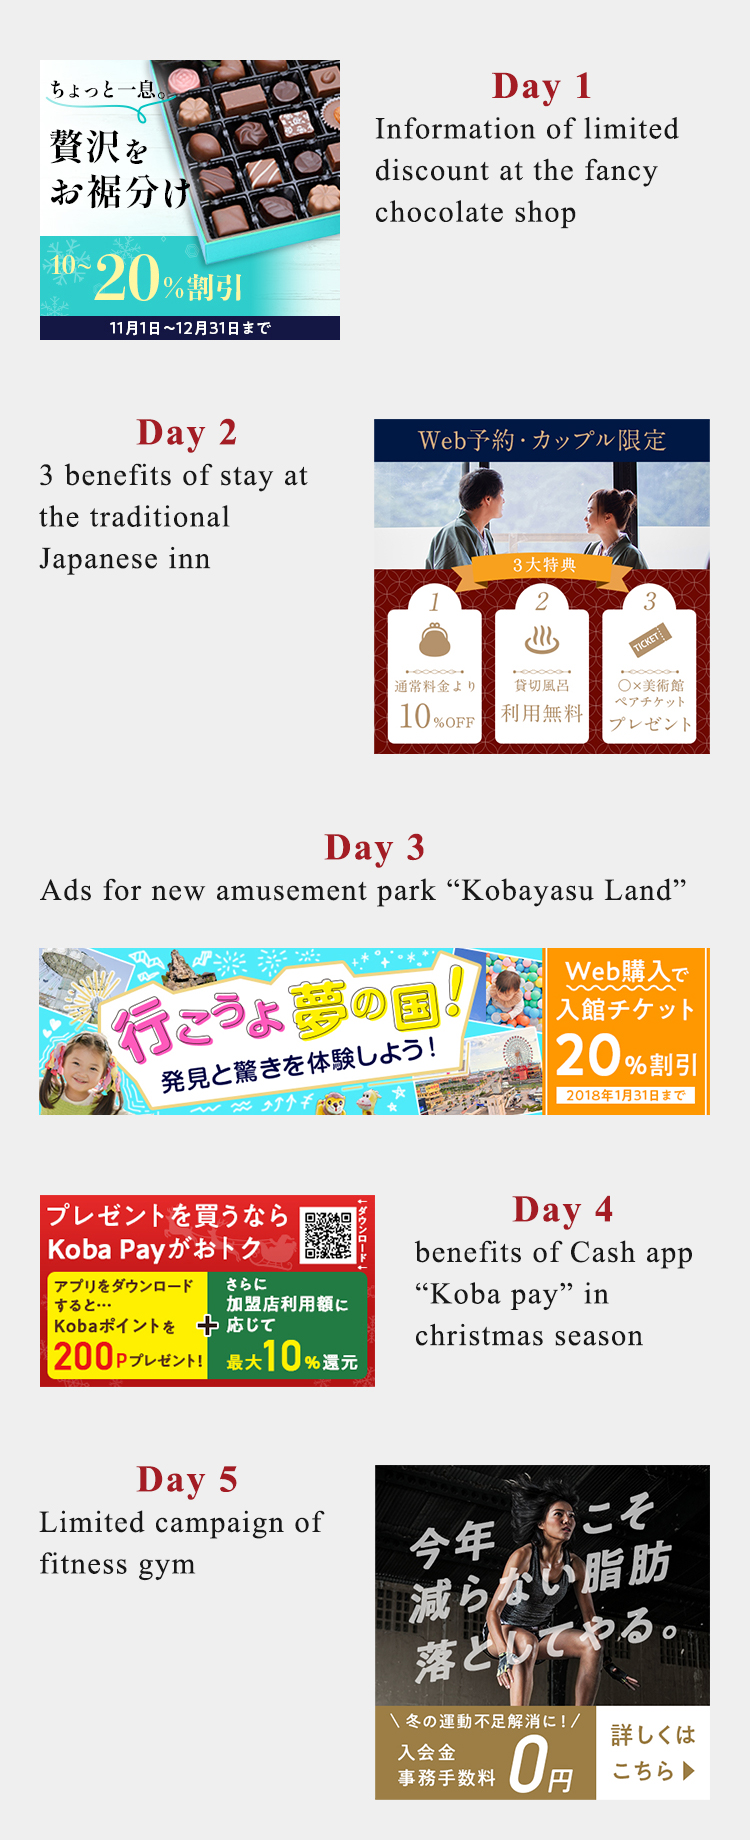 ちょっと一息。
贅沢を
お裾分け
10~20%割引
11月1日~12月31日まで
Day 1
Information of limited
discount at the fancy
chocolate shop
Day 2
3 benefits of stay at
the traditional
Japanese inn
Web予約・カップル限定
3大特典
1
通常料金より
10%OFF
2
貸切風呂
利用無料
3
TICKET
○×美術館
ペアチケット
プレゼント
Day 3
Ads for new amusement park “Kobayasu Land”
行こうよ夢の国!
発見と驚きを体験しよう!
Web購入で
入館チケット
20%割引
2018年1月31日まで
プレゼントを買うなら
Koba Payがおトク
ダウンロード
アプリをダウンロード
すると…
Kobaポイントを
200Pプレゼント!
+
さらに
加盟店利用額に
応じて
最大10%還元
Day 4
benefits of Cash app
“Koba pay” in
christmas season
Day 5
Limited campaign of
fitness gym
今年こそ
減らない脂肪
落としてやる。
\ 冬の運動不足解消に! /
入会金
事務手数料
0円
詳しくは
こちら▶